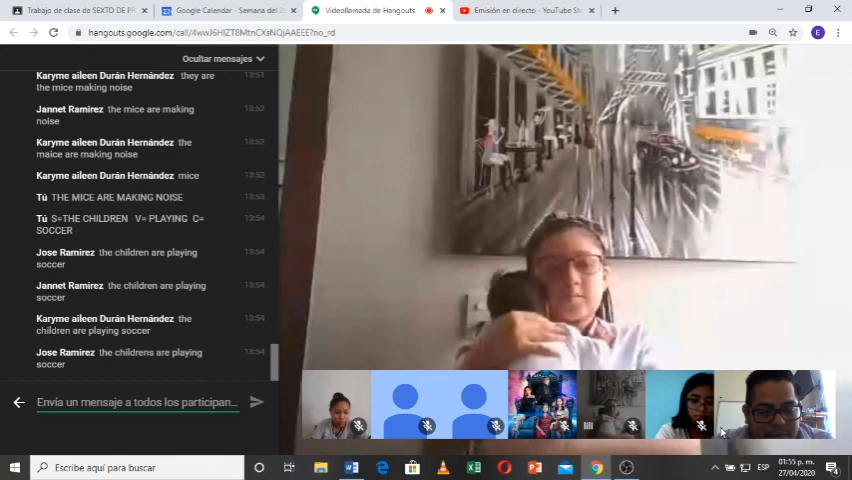 Trabajo de clase de SEXTO DE PR
Google Calendar - Semana del 2
Videollamada de Hangouts
Emisión en directo - YouTube Stu
hangouts.google.com/call/4wwJ6HIZT8MtnCXsNQjAAEEE?no_rd
E
Ocultar mensajes
Karyme aileen Durán Hernández they are 13:51
the mice are making noise
Jannet Ramirez the mice are making 13:52
noise
Karyme aileen Durán Hernández the 13:52
maice are making noise
Karyme aileen Durán Hernández mice 13:52
Tú THE MICE ARE MAKING NOISE 13:53
Tú S=THE CHILDREN V= PLAYING C= 13:54
SOCCER
Jose Ramirez the children are playing 13:54
soccer
Jannet Ramirez the children are playing 13:54
soccer
Karyme aileen Durán Hernández the 13:54
children are playing soccer
Jose Ramirez the childrens are playing 13:54
soccer
Envía un mensaje a todos los participan...
Escribe aquí para buscar
ESP
01:55 p. m.
27/04/2020
4